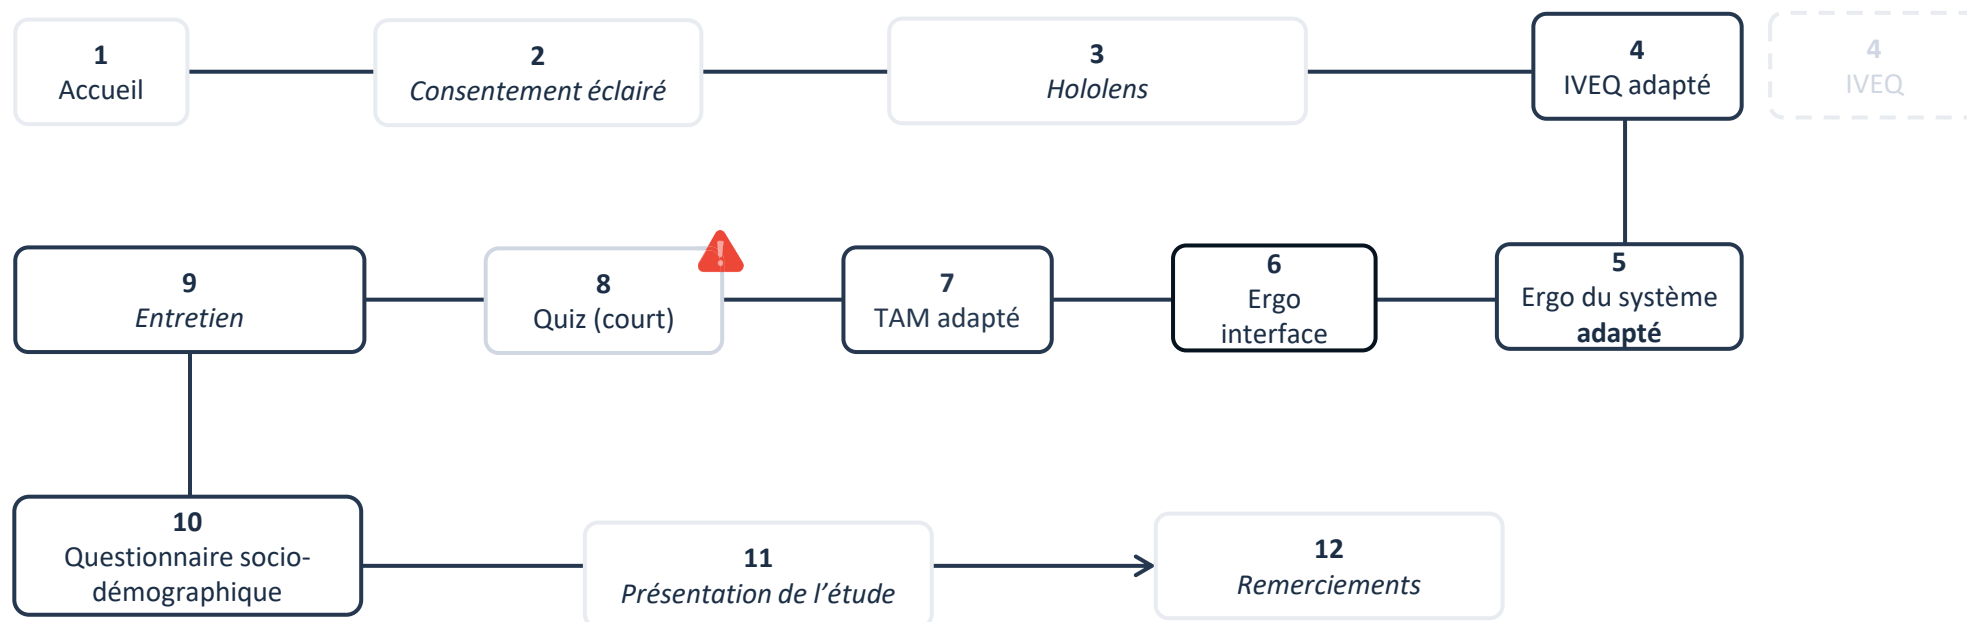 1
Accueil
2
Consentement éclairé
3
Hololens
4
IVEQ adapté
4
IVEQ
5
Ergo du système
adapté
6
Ergo
interface
7
TAM adapté
8
Quiz (court)
!
9
Entretien
10
Questionnaire socio-
démographique
11
Présentation de l’étude
12
Remerciements